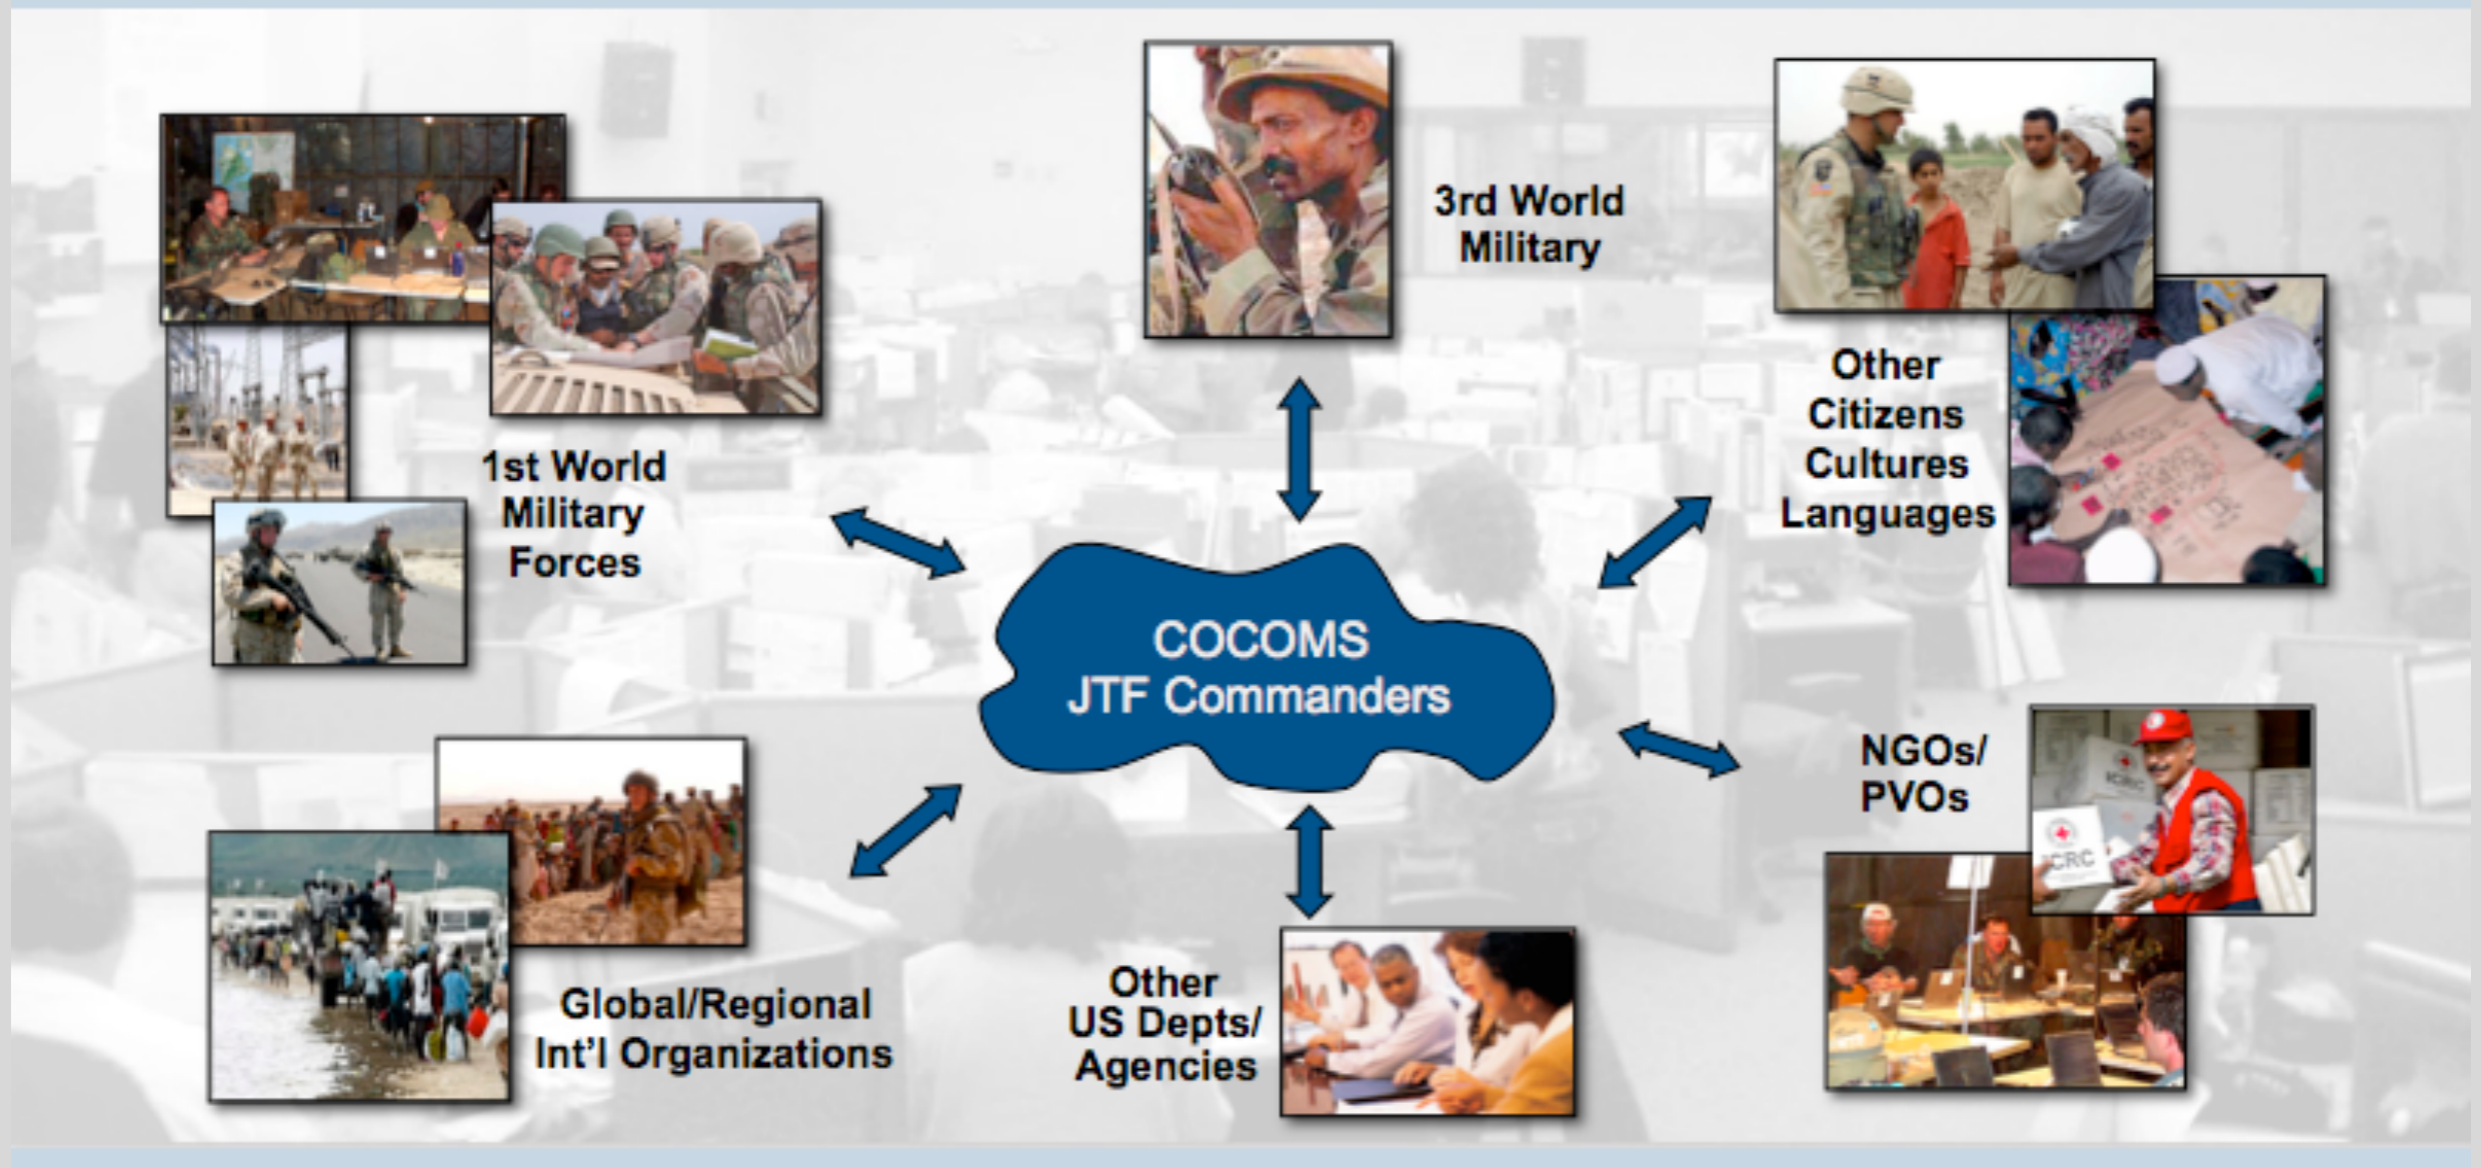 3rd World
Military
1st World
Military
Forces
Other
Citizens
Cultures
Languages
COCOMS
JTF Commanders
NGOs/
PVOs
ICRC
ICRC
Global/Regional
Int'l Organizations
Other
US Depts/
Agencies